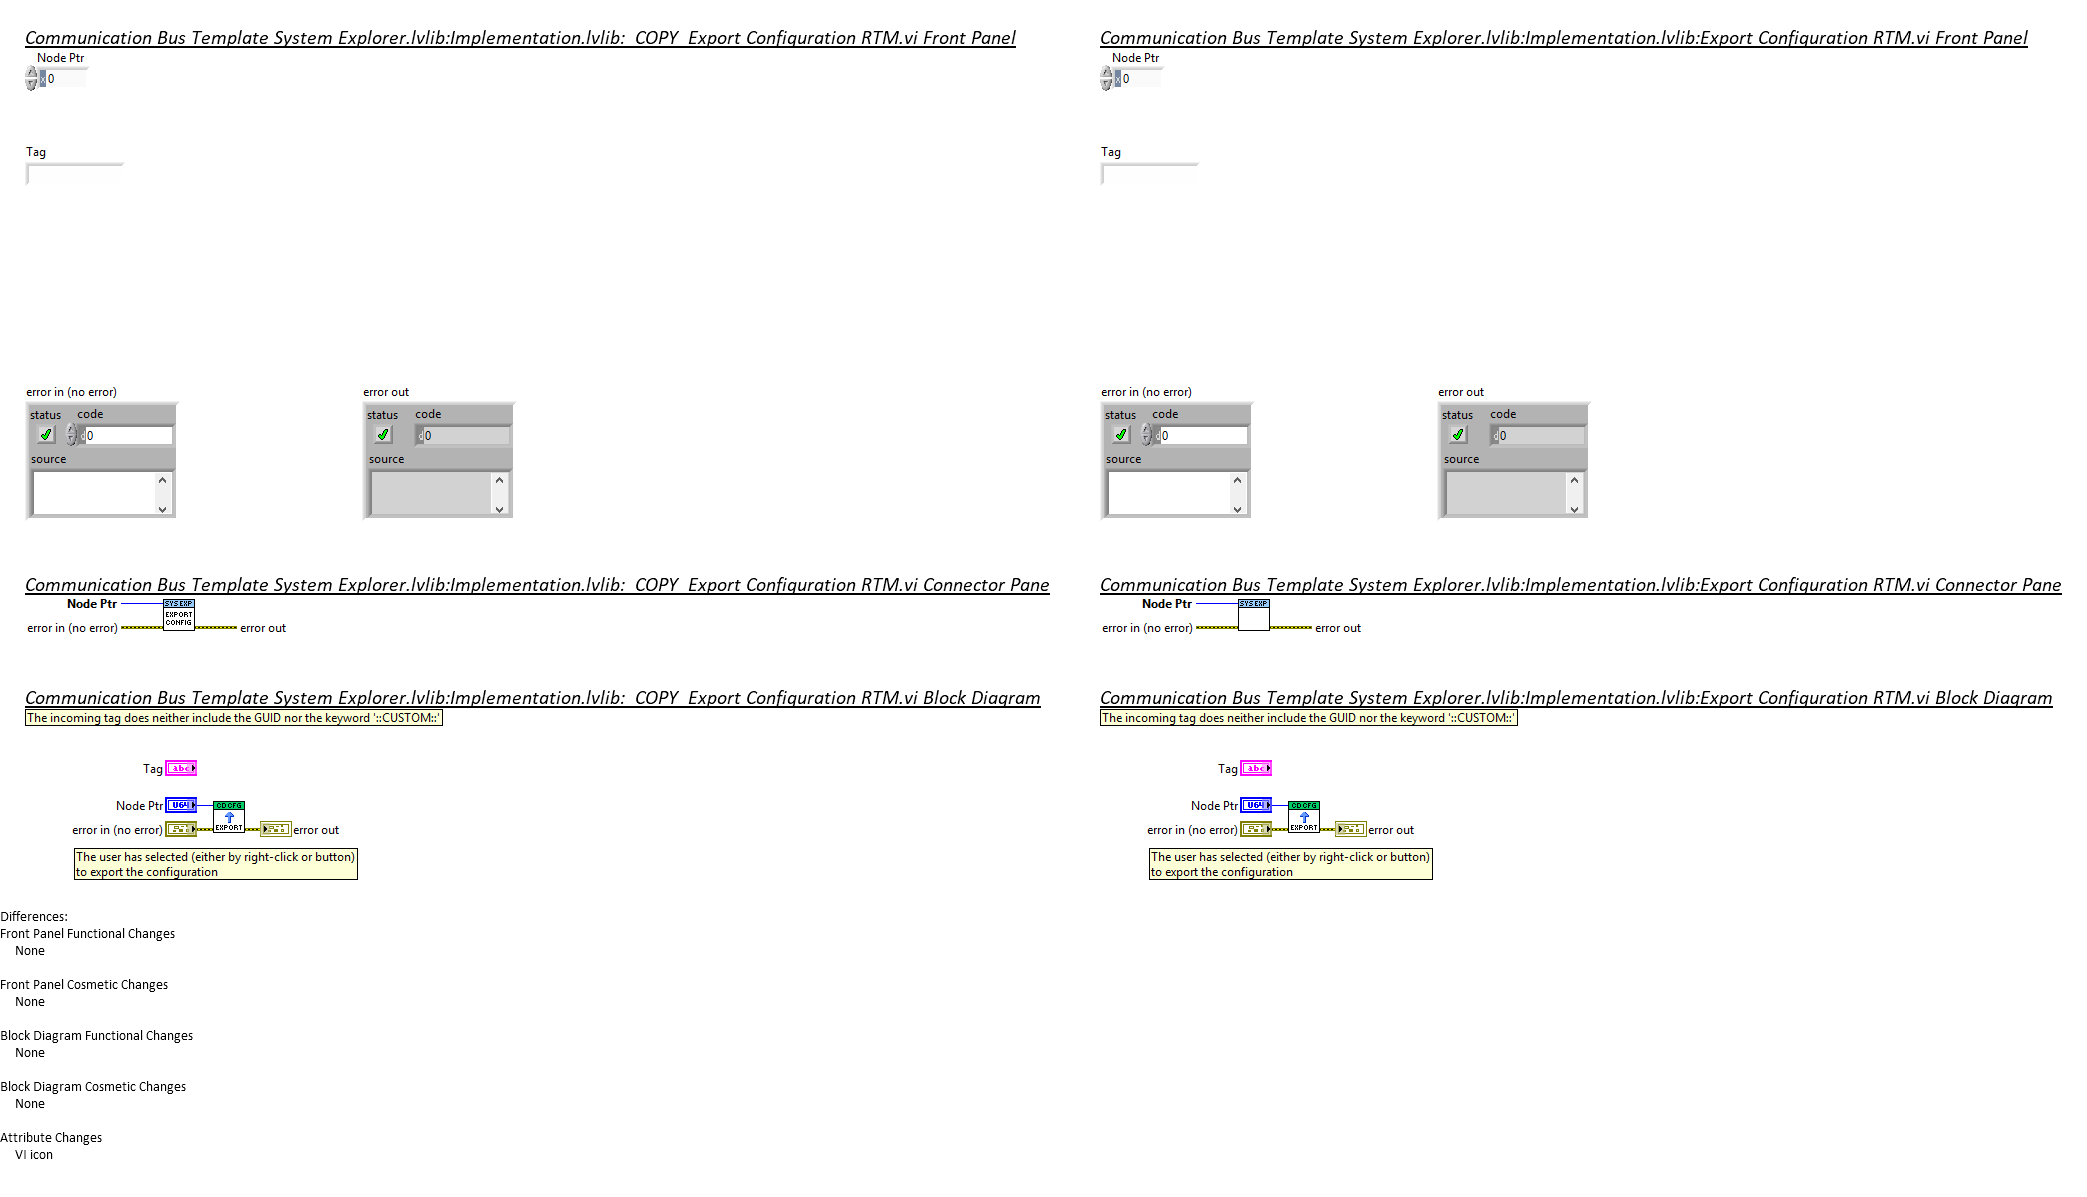 Communication Bus Template System Explorer.lvlib:Implementation.lvlib:_COPY_Export Configuration RTM.vi Front Panel
Node Ptr
x 0
Tag
error in (no error)
error out
status code
d 0
source
status code
d 0
source
Communication Bus Template System Explorer.lvlib:Implementation.lvlib:_COPY_Export Configuration RTM.vi Connector Pane
Node Ptr
SYS EXP
EXPORT
CONFIG
error in (no error)
error out
Communication Bus Template System Explorer.lvlib:Implementation.lvlib:_COPY_Export Configuration RTM.vi Block Diagram
The incoming tag does neither include the GUID nor the keyword '::CUSTOM::'
Tag
abc
Node Ptr
U64
CD CFG
EXPORT
error in (no error)
error out
The user has selected (either by right-click or button)
to export the configuration
Communication Bus Template System Explorer.lvlib:Implementation.lvlib:Export Configuration RTM.vi Front Panel
Node Ptr
x 0
Tag
error in (no error)
error out
status code
d 0
source
status code
d 0
source
Communication Bus Template System Explorer.lvlib:Implementation.lvlib:Export Configuration RTM.vi Connector Pane
Node Ptr
SYS EXP
error in (no error)
error out
Communication Bus Template System Explorer.lvlib:Implementation.lvlib:Export Configuration RTM.vi Block Diagram
The incoming tag does neither include the GUID nor the keyword '::CUSTOM::'
Tag
abc
Node Ptr
U64
CD CFG
EXPORT
error in (no error)
error out
The user has selected (either by right-click or button)
to export the configuration
Differences:
Front Panel Functional Changes
None
Front Panel Cosmetic Changes
None
Block Diagram Functional Changes
None
Block Diagram Cosmetic Changes
None
Attribute Changes
VI icon